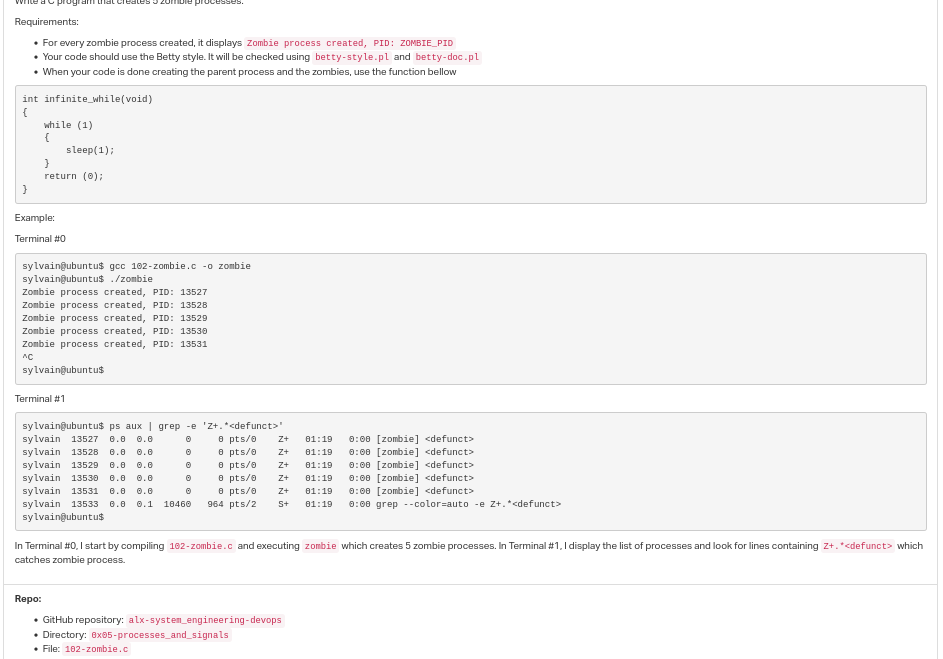 Write a C program that creates 5 zombie processes.
Requirements:
For every zombie process created, it displays Zombie process created, PID: ZOMBIE_PID
Your code should use the Betty style. It will be checked using betty-style.pl and betty-doc.pl
When your code is done creating the parent process and the zombies, use the function bellow
int infinite_while(void)
{
    while (1)
    {
        sleep(1);
    }
    return (0);
}
Example:
Terminal #0
sylvain@ubuntu$ gcc 102-zombie.c -o zombie
sylvain@ubuntu$ ./zombie
Zombie process created, PID: 13527
Zombie process created, PID: 13528
Zombie process created, PID: 13529
Zombie process created, PID: 13530
Zombie process created, PID: 13531
^C
sylvain@ubuntu$
Terminal #1
sylvain@ubuntu$ ps aux | grep -e 'Z+.*<defunct>'
sylvain  13527  0.0  0.0      0     0 pts/0    Z+   01:19   0:00 [zombie] <defunct>
sylvain  13528  0.0  0.0      0     0 pts/0    Z+   01:19   0:00 [zombie] <defunct>
sylvain  13529  0.0  0.0      0     0 pts/0    Z+   01:19   0:00 [zombie] <defunct>
sylvain  13530  0.0  0.0      0     0 pts/0    Z+   01:19   0:00 [zombie] <defunct>
sylvain  13531  0.0  0.0      0     0 pts/0    Z+   01:19   0:00 [zombie] <defunct>
sylvain  13533  0.0  0.1  10460   964 pts/2    S+   01:19   0:00 grep --color=auto -e Z+.*<defunct>
sylvain@ubuntu$
In Terminal #0, I start by compiling 102-zombie.c and executing zombie which creates 5 zombie processes. In Terminal #1, I display the list of processes and look for lines containing Z+.*<defunct> which
catches zombie process.
Repo:
GitHub repository: alx-system_engineering-devops
Directory: 0x05-processes_and_signals
File: 102-zombie.c